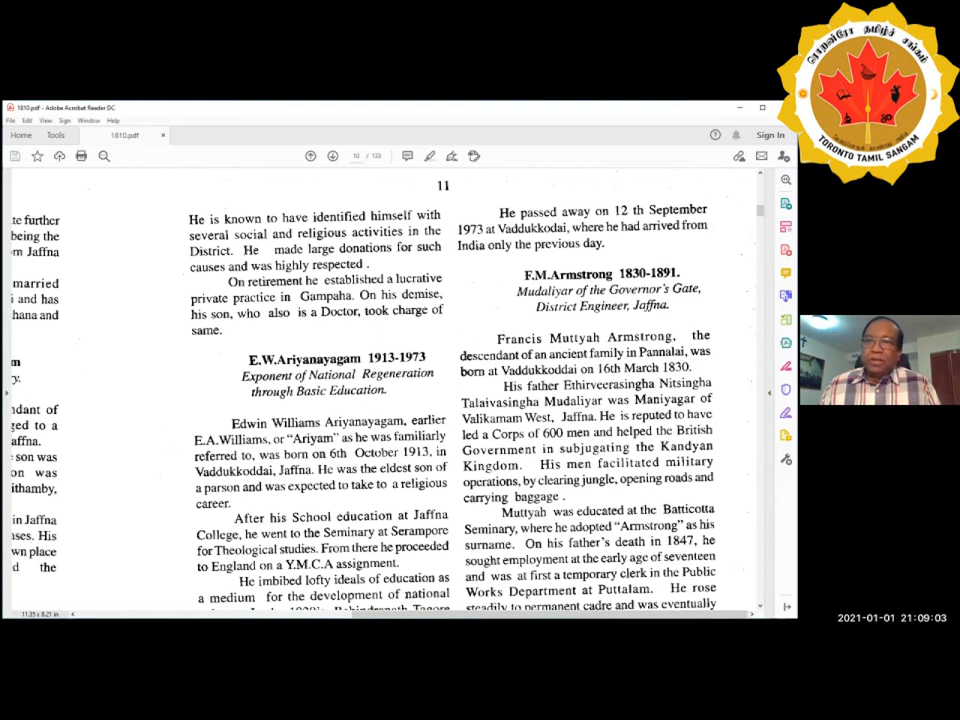 ரொறன்ரோ தமிழ்ச் சங்கம்
TORONTO TAMIL SANGAM
1810.pdf - Adobe Acrobat Reader DC
File Edit View Sign Window Help
Home Tools 1810.pdf Sign In
10 / 133
11
te further
being the
m Jaffna
married
i and has
hana and
m
y.
ndant of
ged to a
affna.
son was
on was
ithamby,
in Jaffna
nses. His
wn place
d the
He is known to have identified himself with
several social and religious activities in the
District. He made large donations for such
causes and was highly respected .
On retirement he established a lucrative
private practice in Gampaha. On his demise,
his son, who also is a Doctor, took charge of
same.
E.W.Ariyanayagam 1913-1973
Exponent of National Regeneration
through Basic Education.
Edwin Williams Ariyanayagam, earlier
E.A.Williams, or "Ariyam" as he was familiarly
referred to, was born on 6th October 1913, in
Vaddukkoddai, Jaffna. He was the eldest son of
a parson and was expected to take to a religious
career.
After his School education at Jaffna
College, he went to the Seminary at Serampore
for Theological studies. From there he proceeded
to England on a Y.M.C.A assignment.
He imbibed lofty ideals of education as
a medium for the development of national
He passed away on 12 th September
1973 at Vaddukkodai, where he had arrived from
India only the previous day.
F.M.Armstrong 1830-1891.
Mudaliyar of the Governor's Gate,
District Engineer, Jaffna.
Francis Muttyah Armstrong, the
descendant of an ancient family in Pannalai, was
born at Vaddukkoddai on 16th March 1830.
His father Ethirveerasingha Nitsingha
Talaivasingha Mudaliyar was Maniyagar of
Valikamam West, Jaffna. He is reputed to have
led a Corps of 600 men and helped the British
Government in subjugating the Kandyan
Kingdom. His men facilitated military
operations, by clearing jungle, opening roads and
carrying baggage .
Muttyah was educated at the Batticotta
Seminary, where he adopted "Armstrong" as his
surname. On his father's death in 1847, he
sought employment at the early age of seventeen
and was at first a temporary clerk in the Public
Works Department at Puttalam. He rose
steadily to permanent cadre and was eventually
11.35 x 8.21 in
2021-01-01 21:09:03